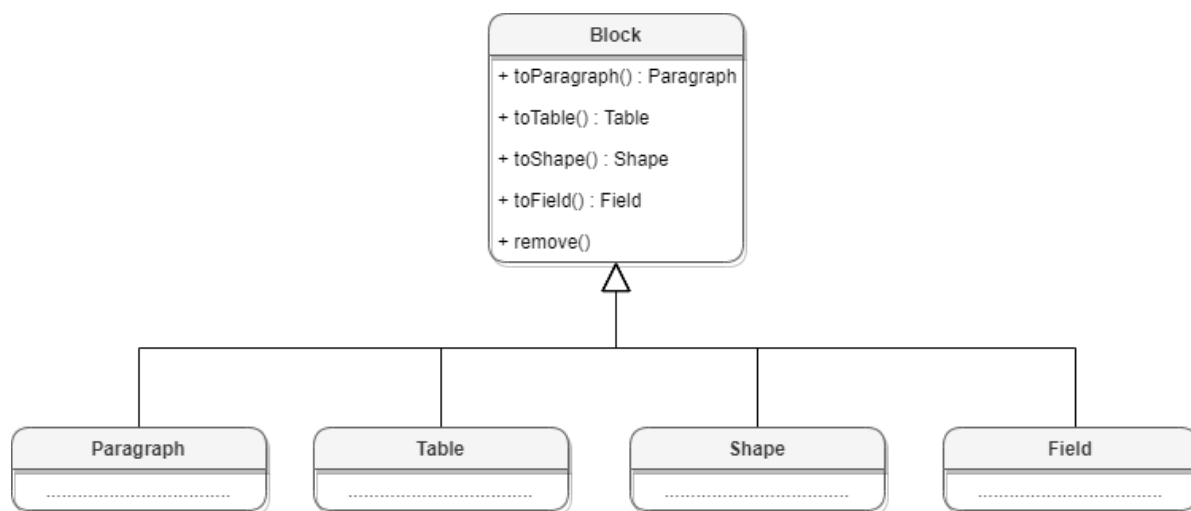 Block
+ toParagraph() : Paragraph
+ toTable() : Table
+ toShape() : Shape
+ toField() : Field
+ remove()
Paragraph
Table
Shape
Field